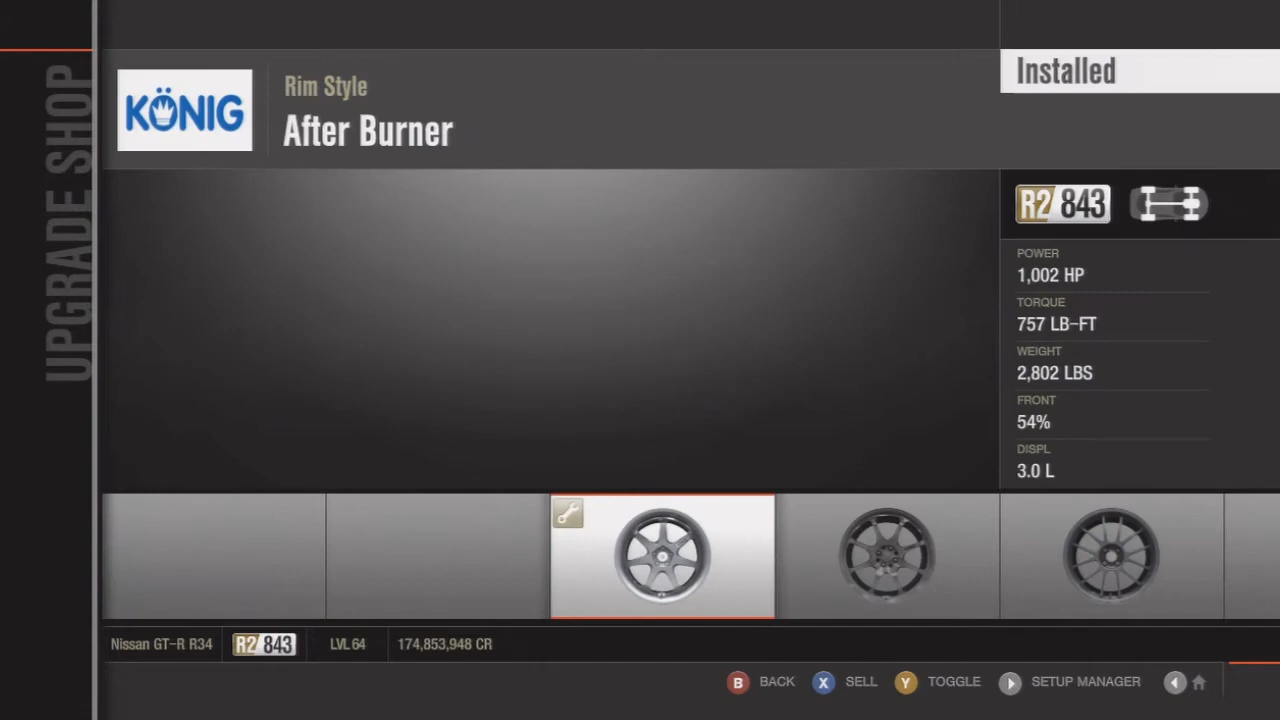 UPGRADE SHOP
KÖNIG
Rim Style
After Burner
Installed
R2 843
POWER
1,002 HP
TORQUE
757 LB-FT
WEIGHT
2,802 LBS
FRONT
54%
DISPL
3.0 L
Nissan GT-R R34 R2 843 LVL 64 174,853,948 CR
B BACK X SELL Y TOGGLE SETUP MANAGER